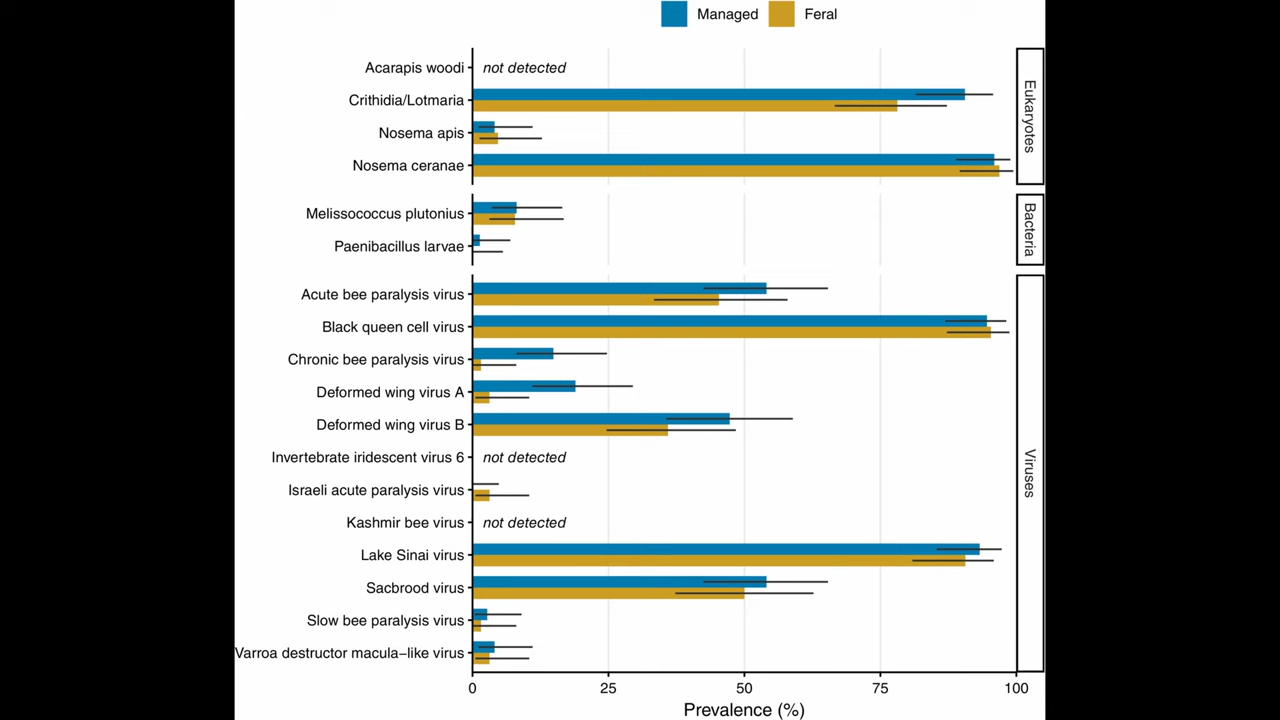 Managed Feral
Acarapis woodi not detected
Crithidia/Lotmaria
Nosema apis
Nosema ceranae
Eukaryotes
Melissococcus plutonius
Paenibacillus larvae
Bacteria
Acute bee paralysis virus
Black queen cell virus
Chronic bee paralysis virus
Deformed wing virus A
Deformed wing virus B
Invertebrate iridescent virus 6 not detected
Israeli acute paralysis virus
Kashmir bee virus not detected
Lake Sinai virus
Sacbrood virus
Slow bee paralysis virus
Varroa destructor macula−like virus
Viruses
0 25 50 75 100
Prevalence (%)